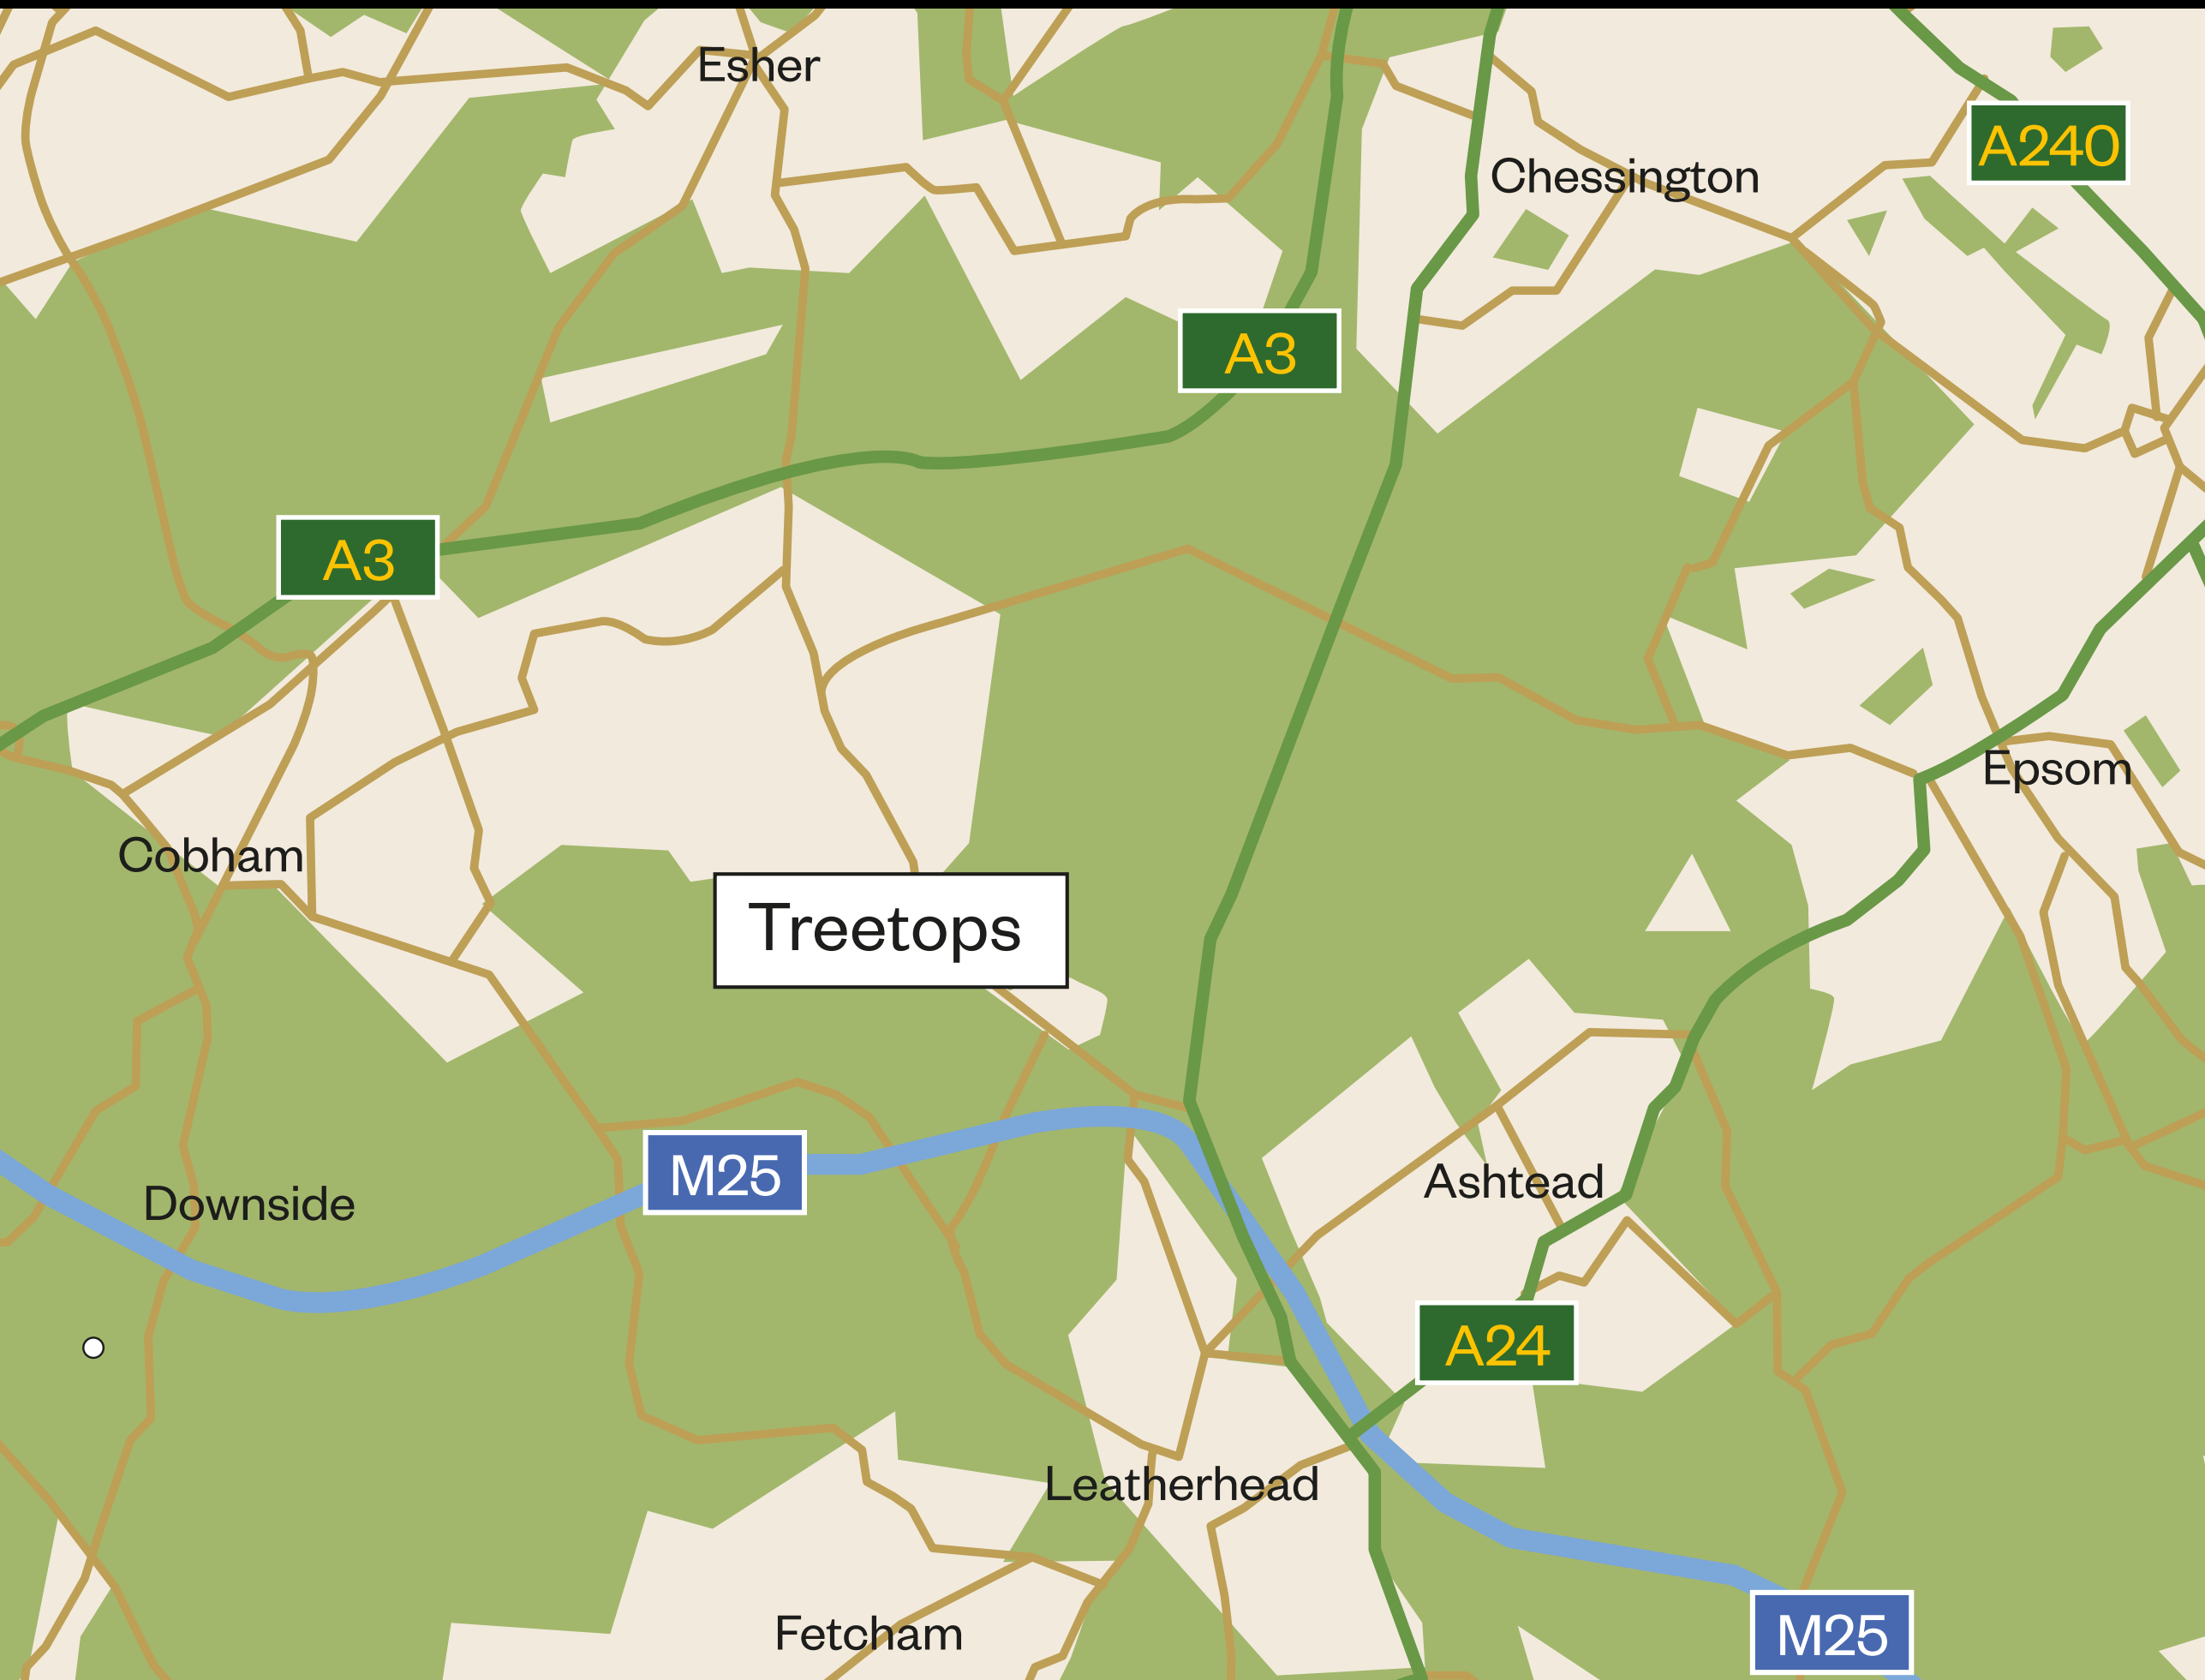 Esher
A240
Chessington
A3
A3
Epsom
Cobham
Treetops
M25
Ashtead
Downside
A24
Leatherhead
Fetcham
M25